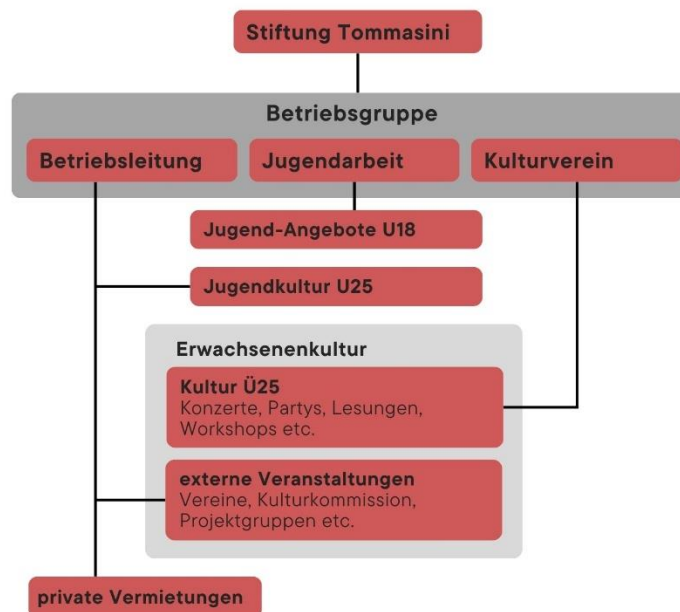 Stiftung Tommasini
Betriebsgruppe
Betriebsleitung
Jugendarbeit
Kulturverein
Jugend-Angebote U18
Jugendkultur U25
Erwachsenenkultur
Kultur Ü25
Konzerte, Partys, Lesungen,
Workshops etc.
externe Veranstaltungen
Vereine, Kulturkommission,
Projektgruppen etc.
private Vermietungen